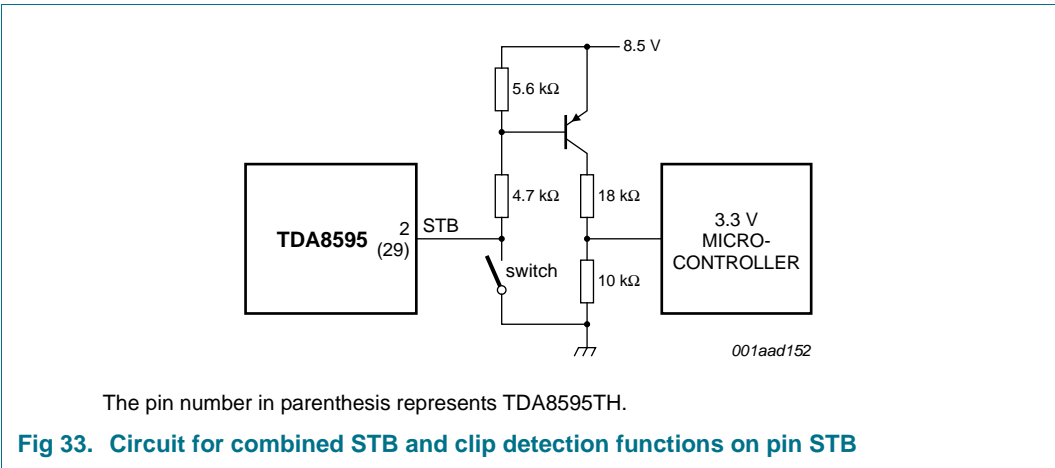 8.5 V
5.6 kΩ
4.7 kΩ
18 kΩ
TDA8595
2
(29)
STB
switch
10 kΩ
3.3 V
MICRO-
CONTROLLER
001aad152
The pin number in parenthesis represents TDA8595TH.
Fig 33. Circuit for combined STB and clip detection functions on pin STB